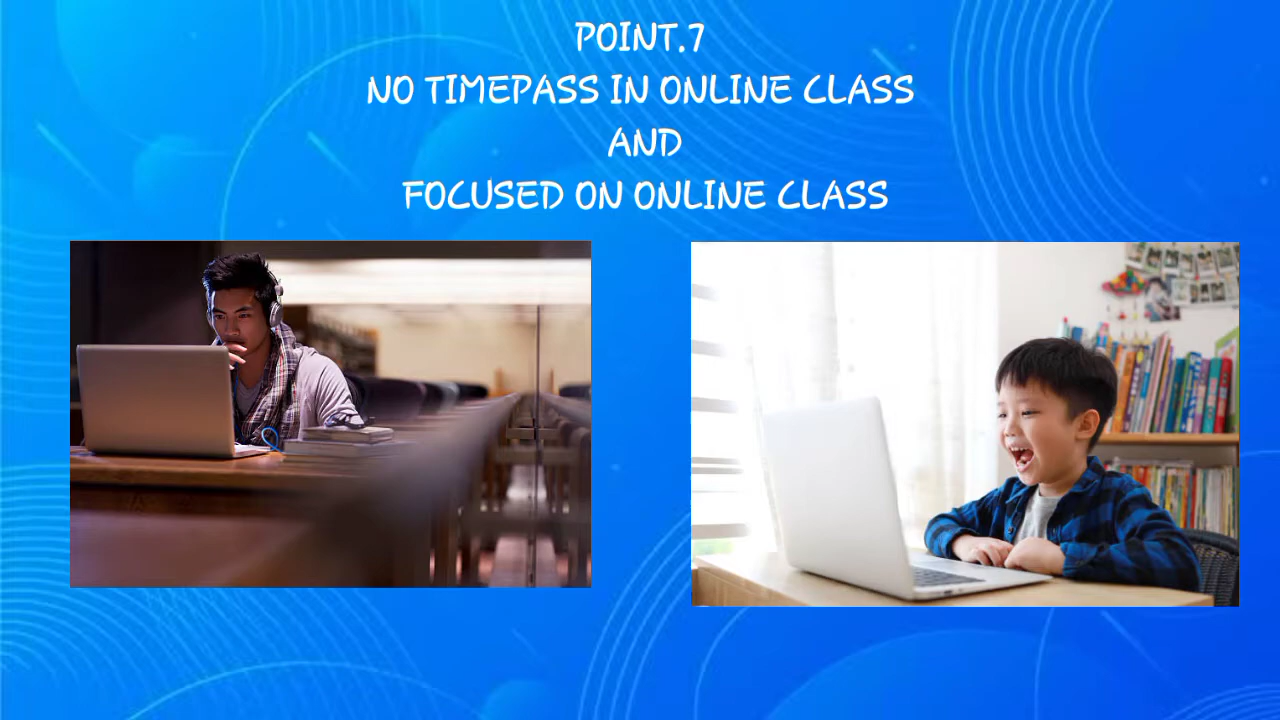 POINT.7
NO TIMEPASS IN ONLINE CLASS
AND
FOCUSED ON ONLINE CLASS